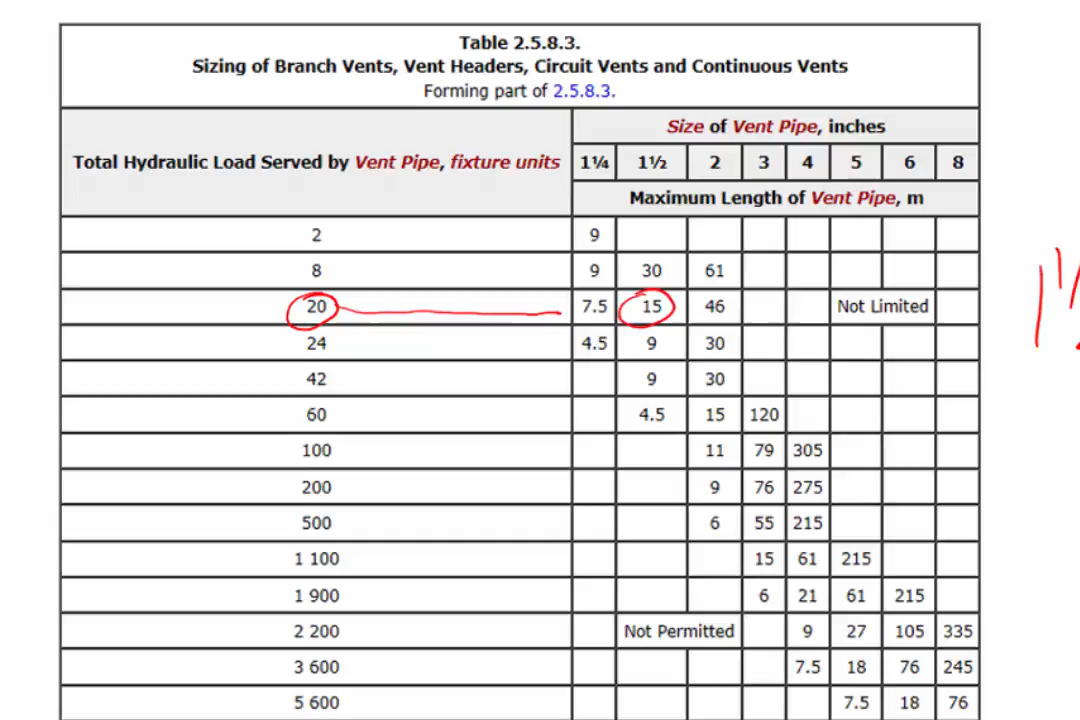 Table 2.5.8.3.
Sizing of Branch Vents, Vent Headers, Circuit Vents and Continuous Vents
Forming part of 2.5.8.3.
Total Hydraulic Load Served by Vent Pipe, fixture units
Size of Vent Pipe, inches
1¼ 1½ 2 3 4 5 6 8
Maximum Length of Vent Pipe, m
2 9
8 9 30 61
20 7.5 15 46 Not Limited
24 4.5 9 30
42 9 30
60 4.5 15 120
100 11 79 305
200 9 76 275
500 6 55 215
1 100 15 61 215
1 900 6 21 61 215
2 200 Not Permitted 9 27 105 335
3 600 7.5 18 76 245
5 600 7.5 18 76